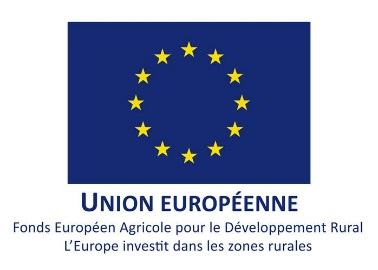 UNION EUROPÉENNE
Fonds Européen Agricole pour le Développement Rural
L'Europe investit dans les zones rurales